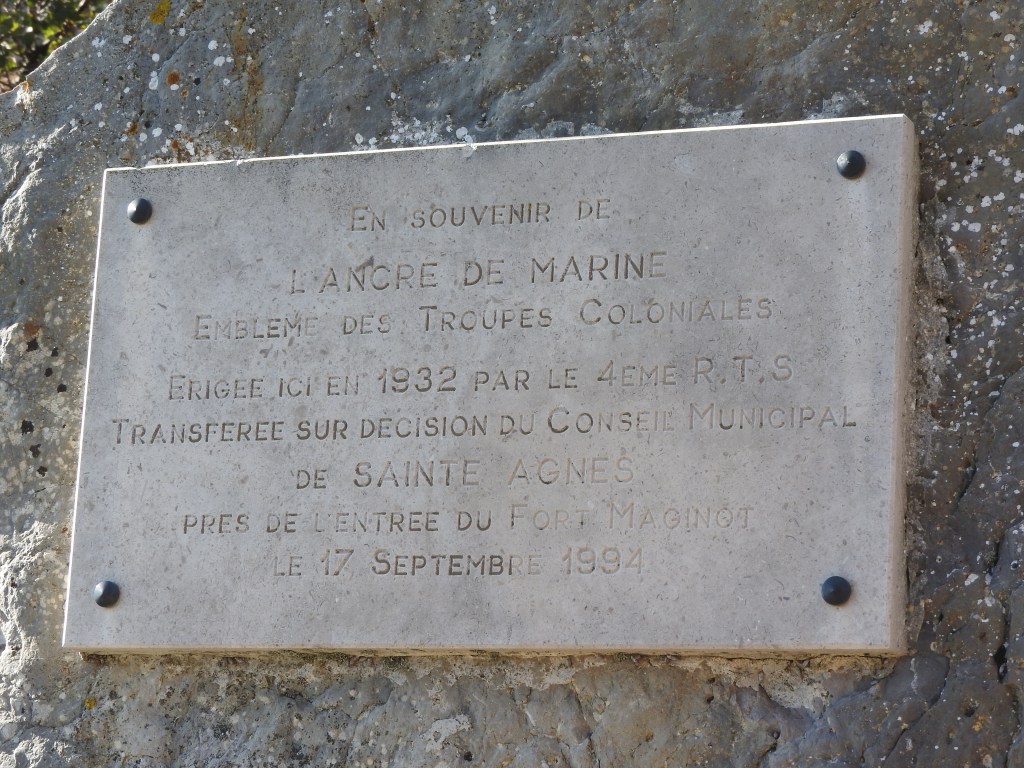 EN SOUVENIR DE
L'ANCRE DE MARINE
EMBLEME DES TROUPES COLONIALES
ERIGEE ICI EN 1932 PAR LE 4EME R.T.S
TRANSFEREE SUR DECISION DU CONSEIL MUNICIPAL
DE SAINTE AGNES
PRES DE L'ENTREE DU FORT MAGINOT
LE 17 SEPTEMBRE 1994